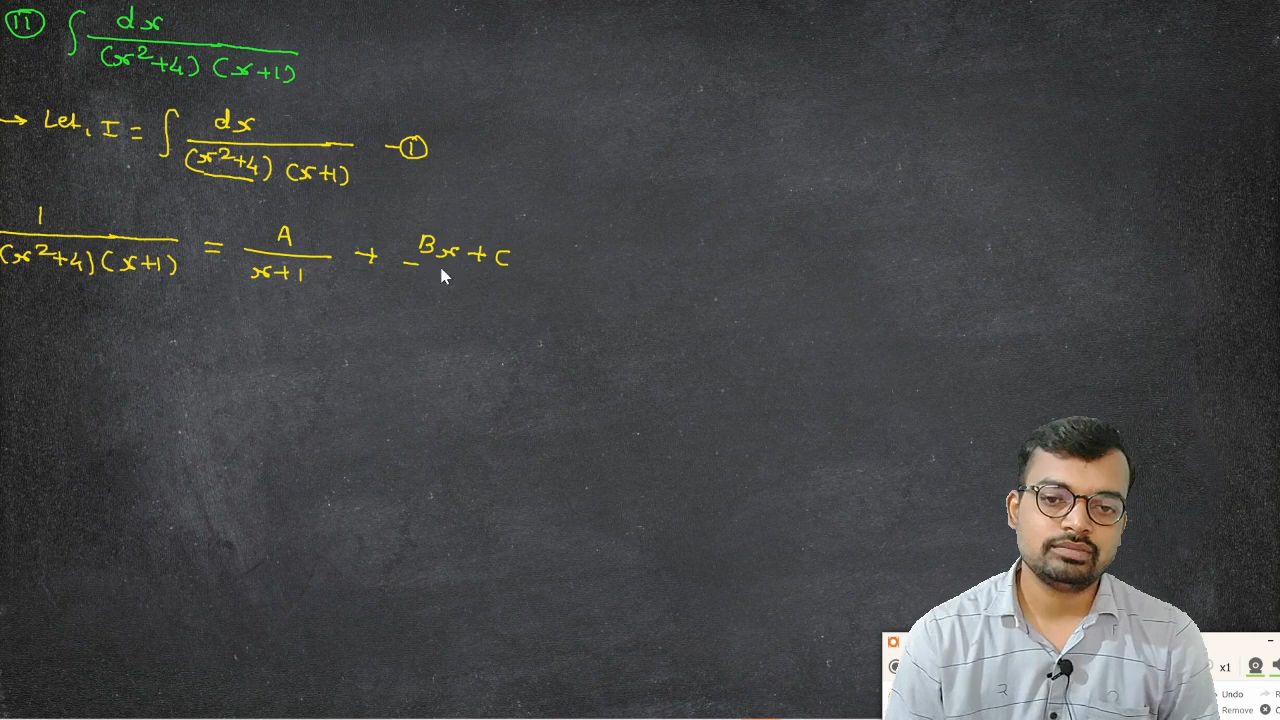 (11) ∫ dx / (x²+4) (x+1)
→ Let, I = ∫ dx / (x²+4) (x+1) -①
1 / (x²+4)(x+1) = A / x+1 + Bx + C
x1
Undo
Remove